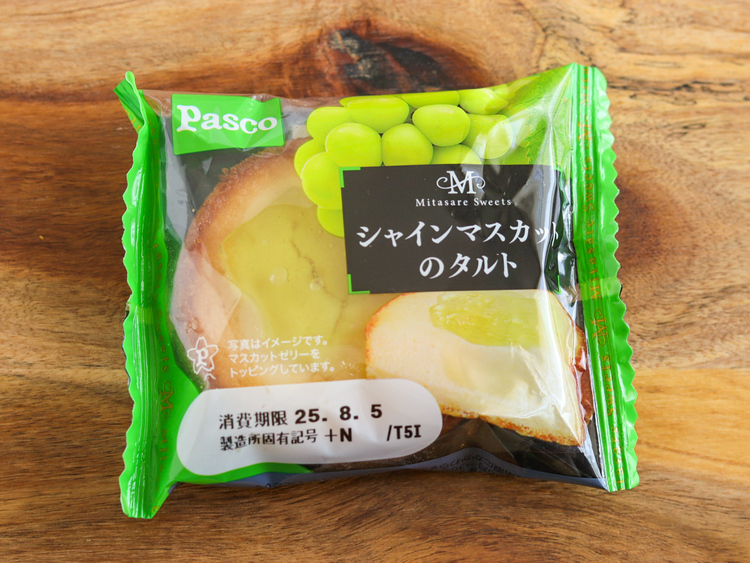 Pasco
M
Mitasare Sweets
シャインマスカット
のタルト
写真はイメージです。
マスカットゼリーを
トッピングしています。
消費期限 25. 8. 5
製造所固有記号 +N /T5I